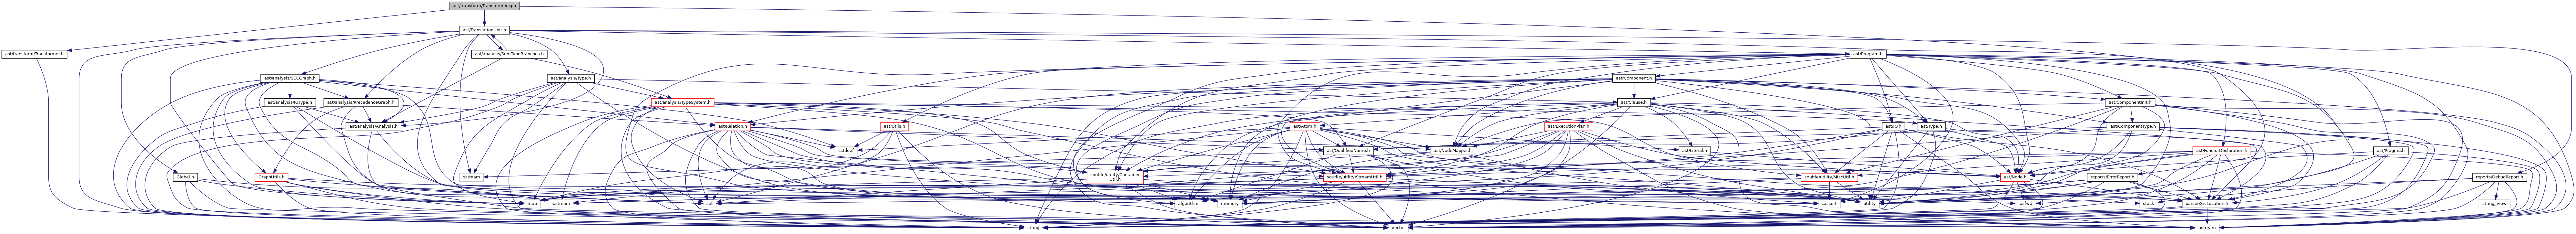 ast/transform/Transformer.cpp
ast/TranslationUnit.h
ast/transform/Transformer.h
ast/analysis/SumTypeBranches.h
ast/Program.h
ast/analysis/SCCGraph.h
ast/analysis/Type.h
ast/Component.h
ast/analysis/IOType.h
ast/analysis/PrecedenceGraph.h
ast/analysis/TypeSystem.h
ast/Clause.h
ast/ComponentInit.h
ast/analysis/Analysis.h
ast/Relation.h
ast/Utils.h
ast/Atom.h
ast/ExecutionPlan.h
ast/IO.h
ast/Type.h
ast/ComponentType.h
cstddef
ast/QualifiedName.h
ast/NodeMapper.h
ast/Literal.h
ast/FunctorDeclaration.h
ast/Pragma.h
Global.h
GraphUtils.h
sstream
souffle/utility/Container
Util.h
souffle/utility/StreamUtil.h
souffle/utility/MiscUtil.h
ast/Node.h
reports/ErrorReport.h
reports/DebugReport.h
map
iostream
set
algorithm
memory
cassert
utility
iosfwd
stack
parser/SrcLocation.h
string_view
string
vector
ostream